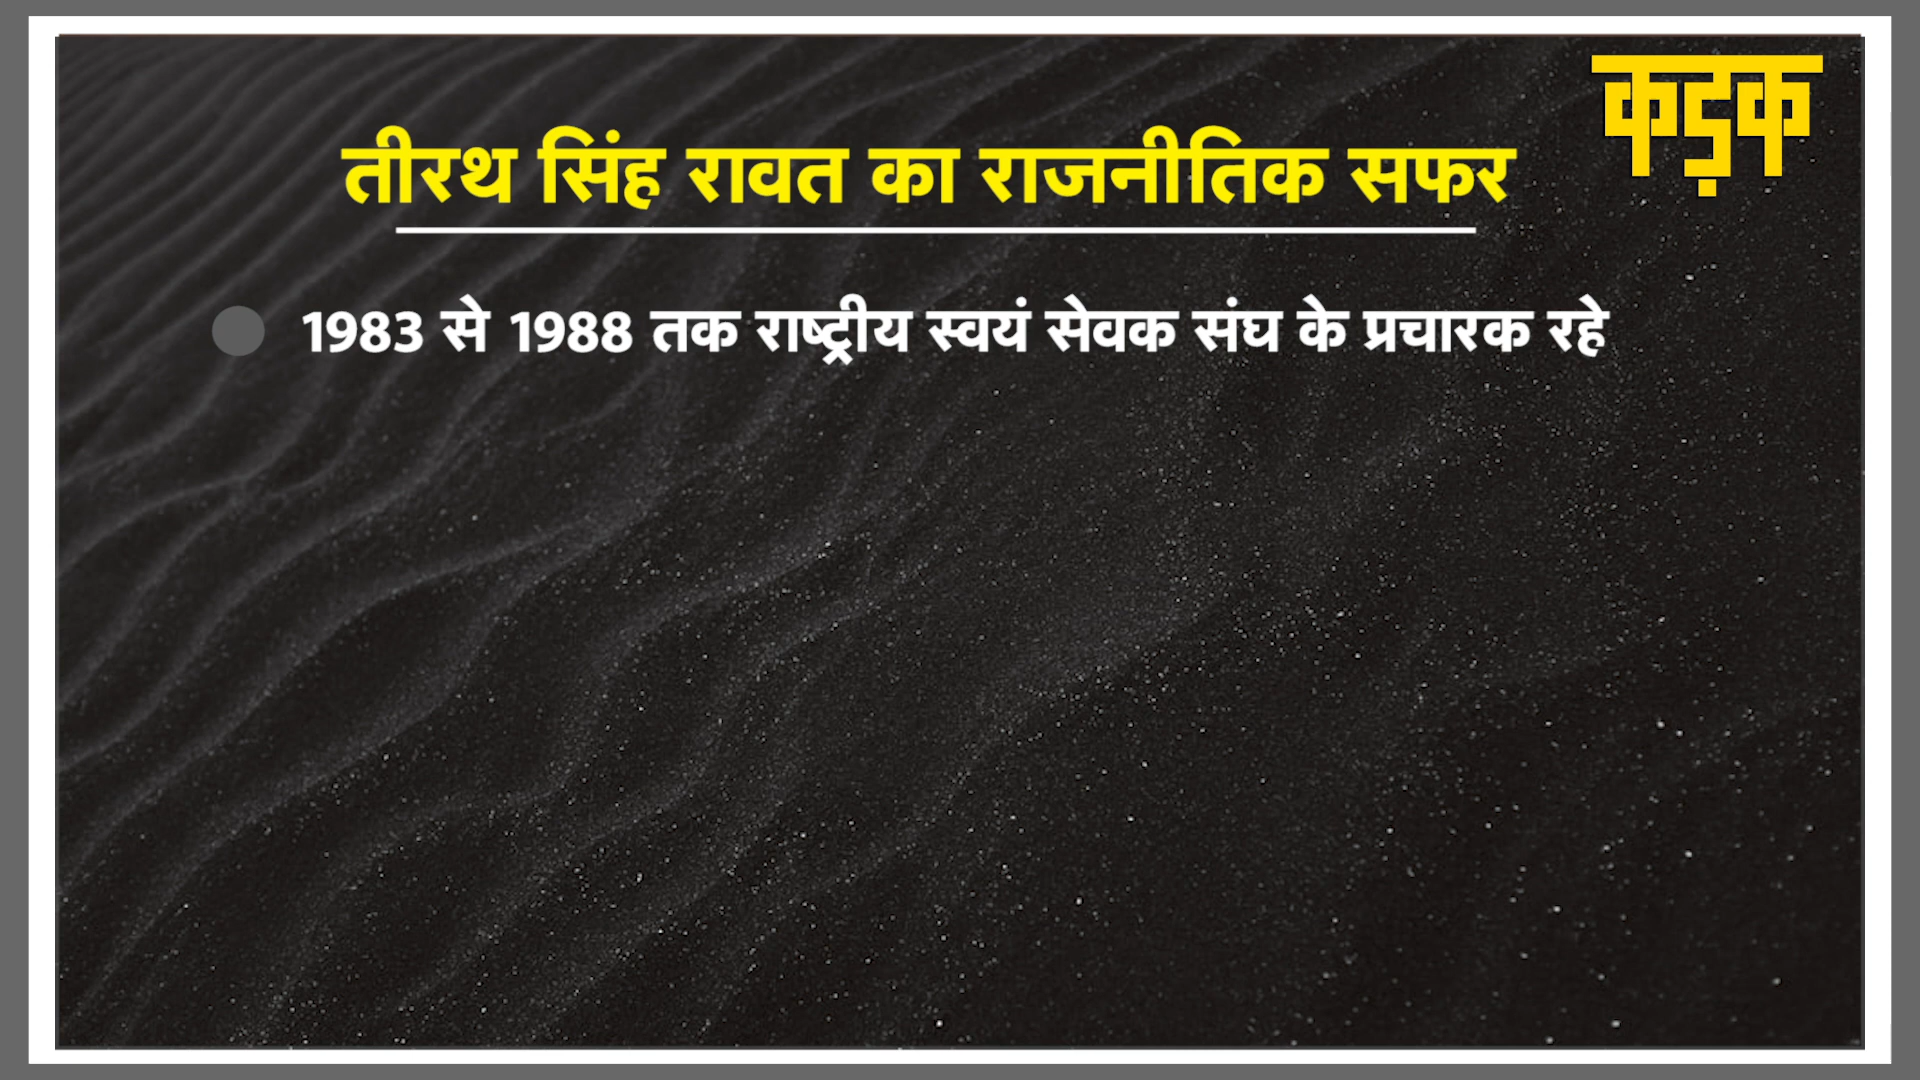 कड़क
तीरथ सिंह रावत का राजनीतिक सफर
1983 से 1988 तक राष्ट्रीय स्वयं सेवक संघ के प्रचारक रहे